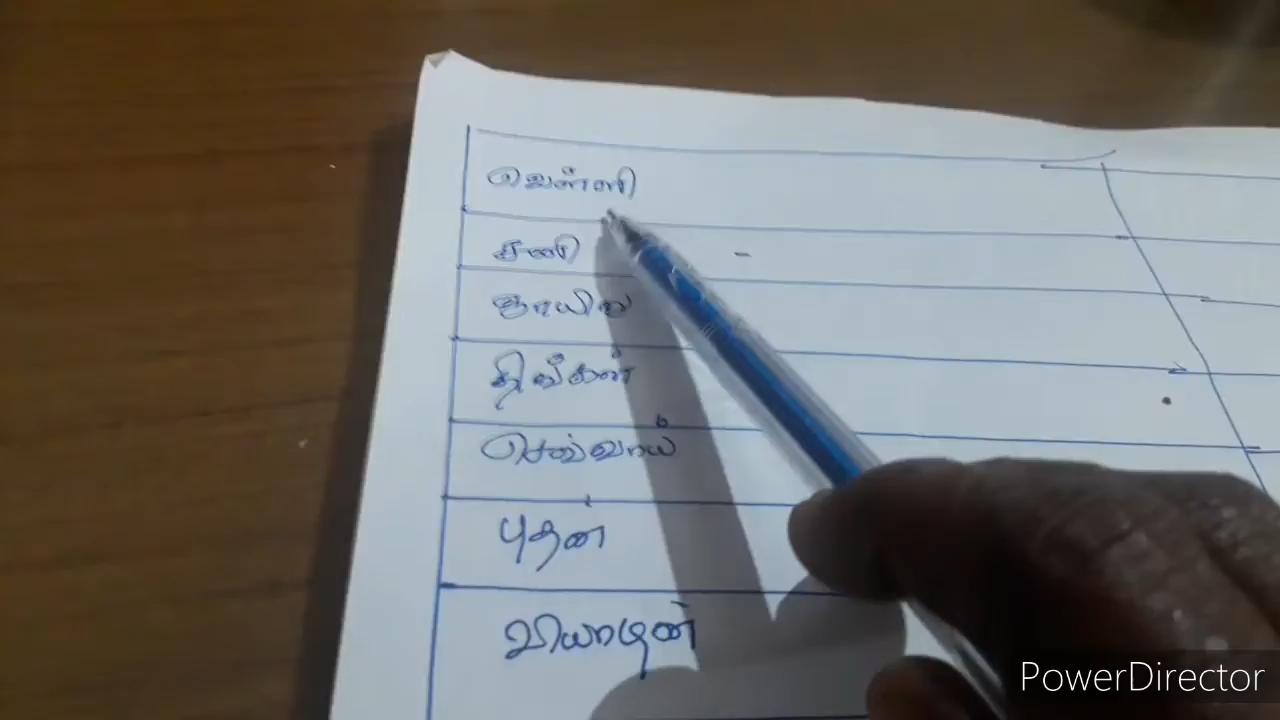 வெள்ளி
சனி
ஞாயிறு
திங்கள்
செவ்வாய்
புதன்
வியாழன்
PowerDirector